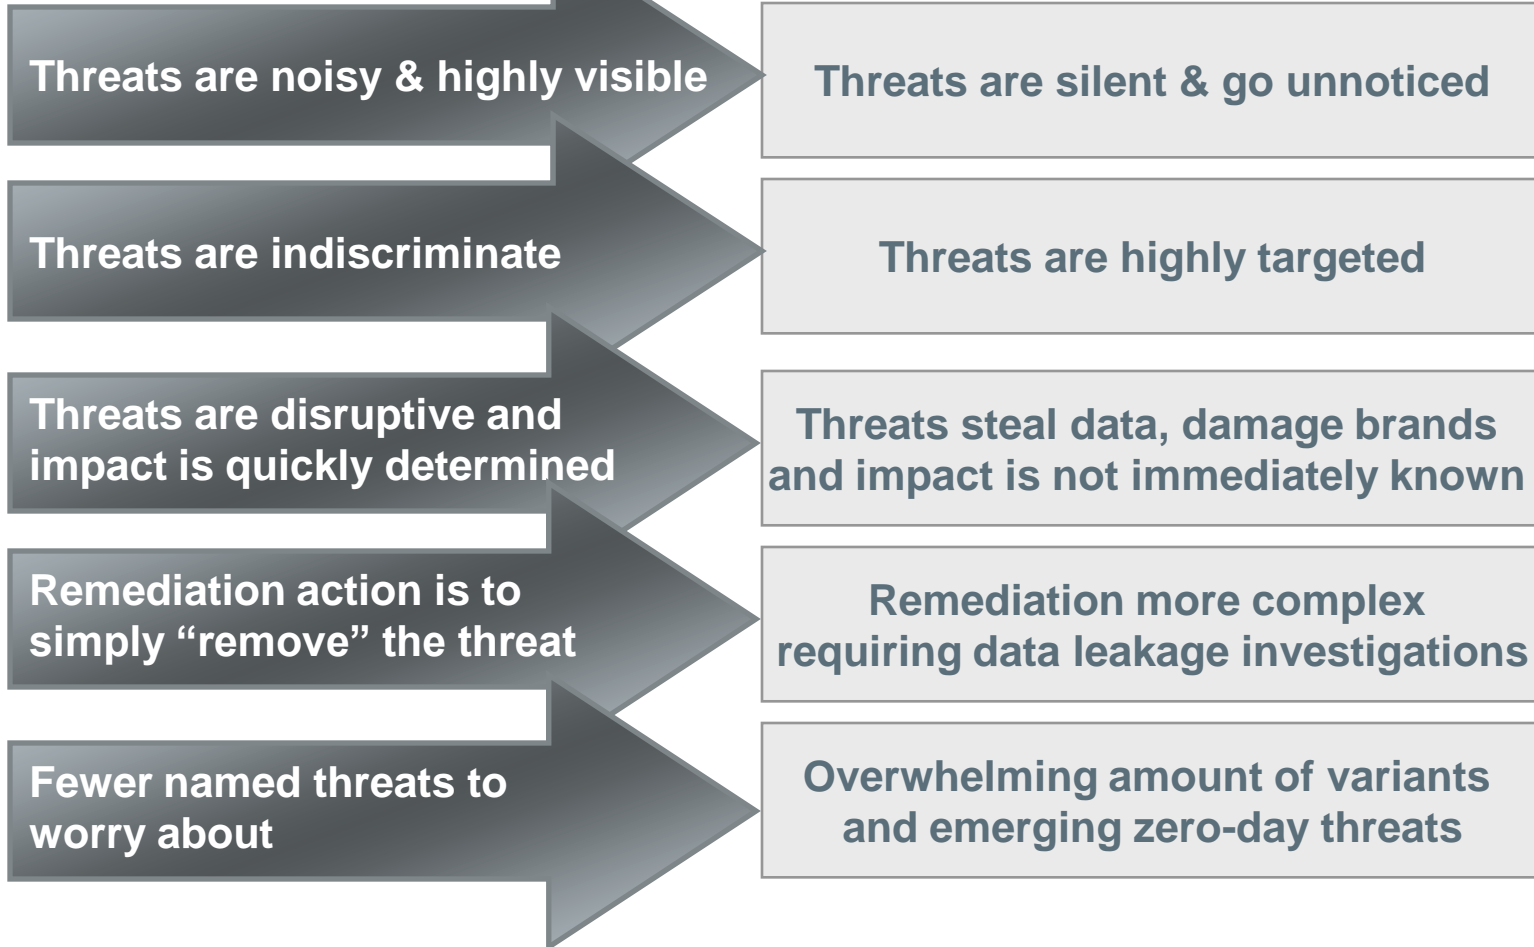 Threats are noisy & highly visible
Threats are silent & go unnoticed
Threats are indiscriminate
Threats are highly targeted
Threats are disruptive and
impact is quickly determined
Threats steal data, damage brands
and impact is not immediately known
Remediation action is to
simply “remove” the threat
Remediation more complex
requiring data leakage investigations
Fewer named threats to
worry about
Overwhelming amount of variants
and emerging zero-day threats